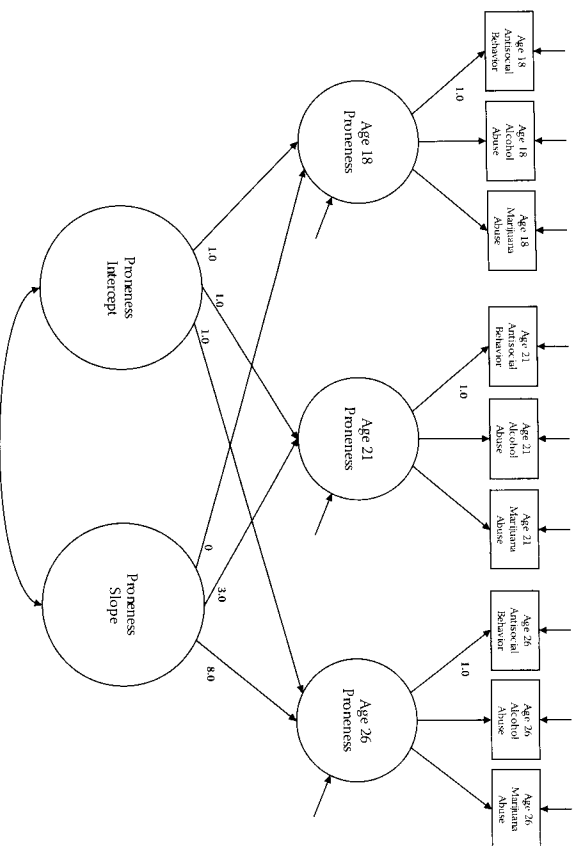 Age 18
Antisocial
Behavior
Age 18
Alcohol
Abuse
Age 18
Marijuana
Abuse
Age 21
Antisocial
Behavior
Age 21
Alcohol
Abuse
Age 21
Marijuana
Abuse
Age 26
Antisocial
Behavior
Age 26
Alcohol
Abuse
Age 26
Marijuana
Abuse
1.0
1.0
1.0
Age 18
Proneness
Age 21
Proneness
Age 26
Proneness
1.0
1.0
1.0
0
3.0
8.0
Proneness
Intercept
Proneness
Slope